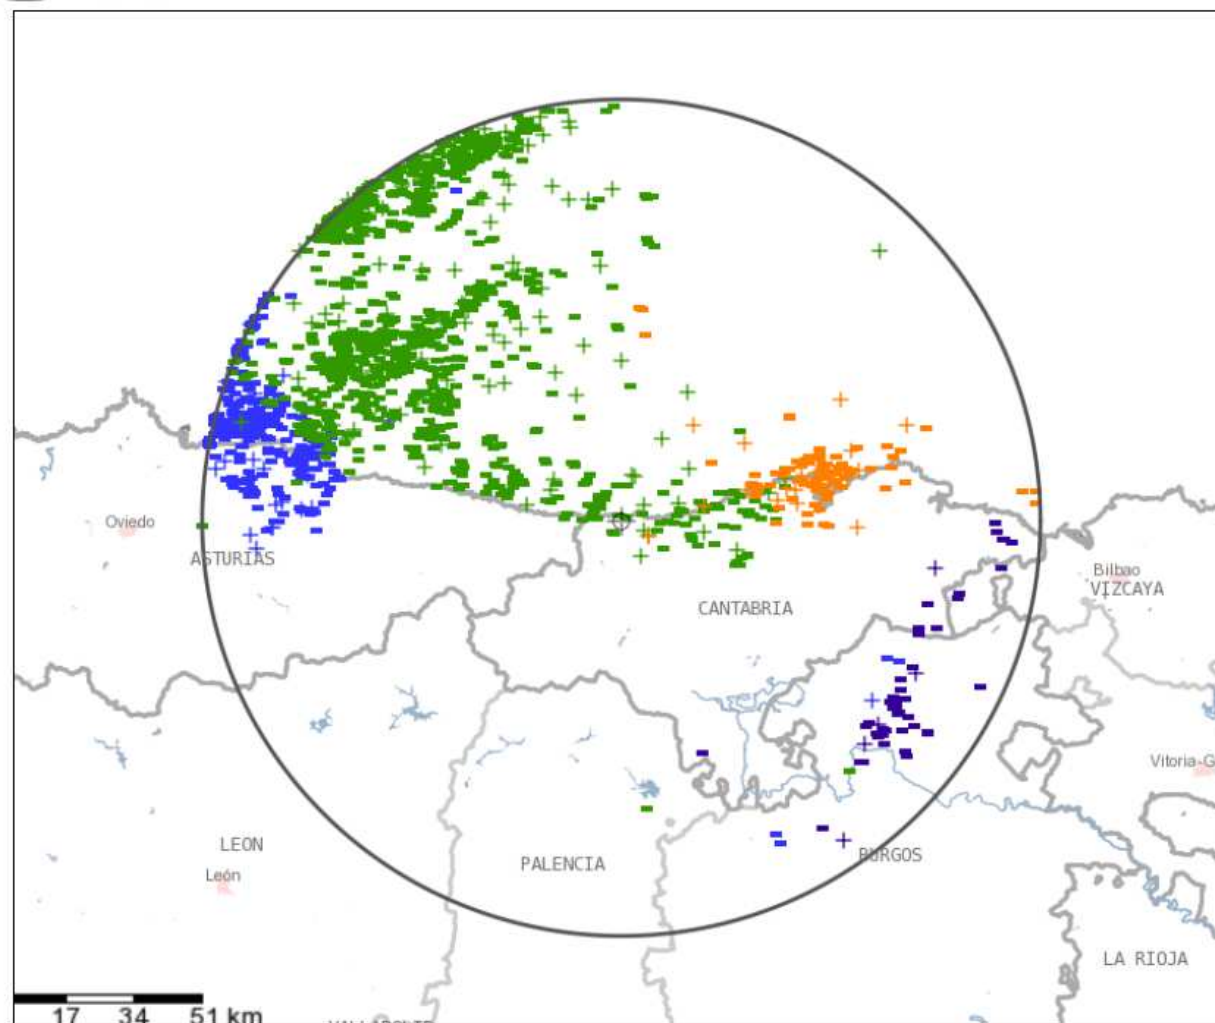 Oviedo
ASTURIAS
Bilbao
VIZCAYA
CANTABRIA
Vitoria-G
LEON
León
PALENCIA
BURGOS
LA RIOJA
17 34 51 km